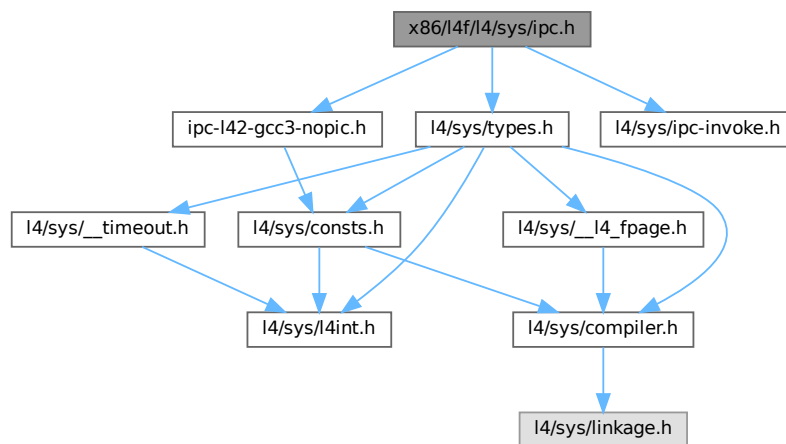 x86/l4f/l4/sys/ipc.h
ipc-l42-gcc3-nopic.h
l4/sys/types.h
l4/sys/ipc-invoke.h
l4/sys/__timeout.h
l4/sys/consts.h
l4/sys/__l4_fpage.h
l4/sys/l4int.h
l4/sys/compiler.h
l4/sys/linkage.h